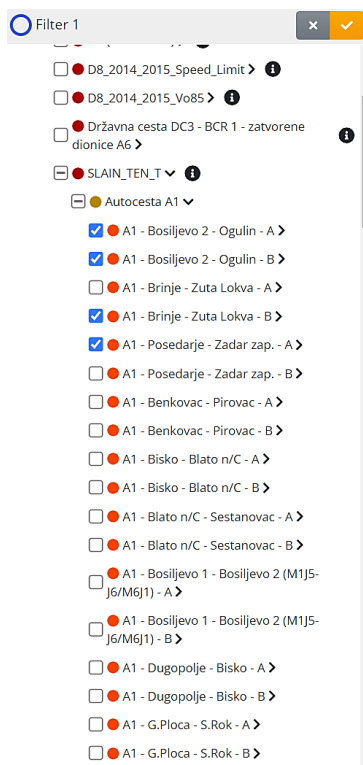 Filter 1
D8_2014_2015_Speed_Limit
D8_2014_2015_Vo85
Državna cesta DC3 - BCR 1 - zatvorene
dionice A6
SLAIN_TEN_T
Autocesta A1
A1 - Bosiljevo 2 - Ogulin - A
A1 - Bosiljevo 2 - Ogulin - B
A1 - Brinje - Zuta Lokva - A
A1 - Brinje - Zuta Lokva - B
A1 - Posedarje - Zadar zap. - A
A1 - Posedarje - Zadar zap. - B
A1 - Benkovac - Pirovac - A
A1 - Benkovac - Pirovac - B
A1 - Bisko - Blato n/C - A
A1 - Bisko - Blato n/C - B
A1 - Blato n/C - Sestanovac - A
A1 - Blato n/C - Sestanovac - B
A1 - Bosiljevo 1 - Bosiljevo 2 (M1J5-
J6/M6J1) - A
A1 - Bosiljevo 1 - Bosiljevo 2 (M1J5-
J6/M6J1) - B
A1 - Dugopolje - Bisko - A
A1 - Dugopolje - Bisko - B
A1 - G.Ploca - S.Rok - A
A1 - G.Ploca - S.Rok - B